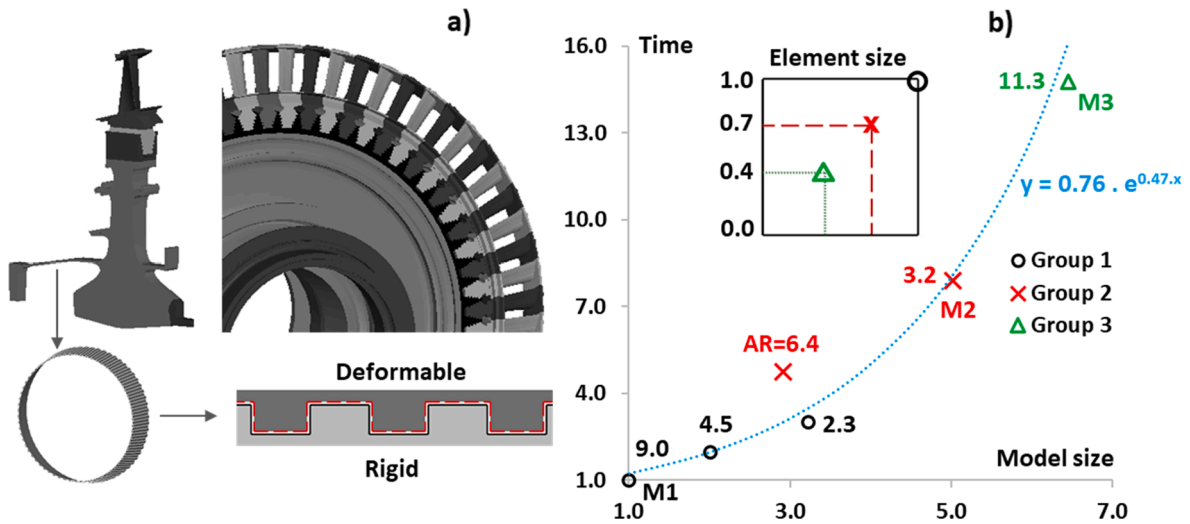 a)
Deformable
Rigid
b)
Time
16.0
13.0
10.0
7.0
4.0
1.0
1.0
3.0
5.0
7.0
Model size
Element size
1.0
0.7
0.4
0.0
11.3
M3
y = 0.76 . e^0.47.x
Group 1
Group 2
Group 3
3.2
M2
AR=6.4
2.3
4.5
9.0
M1